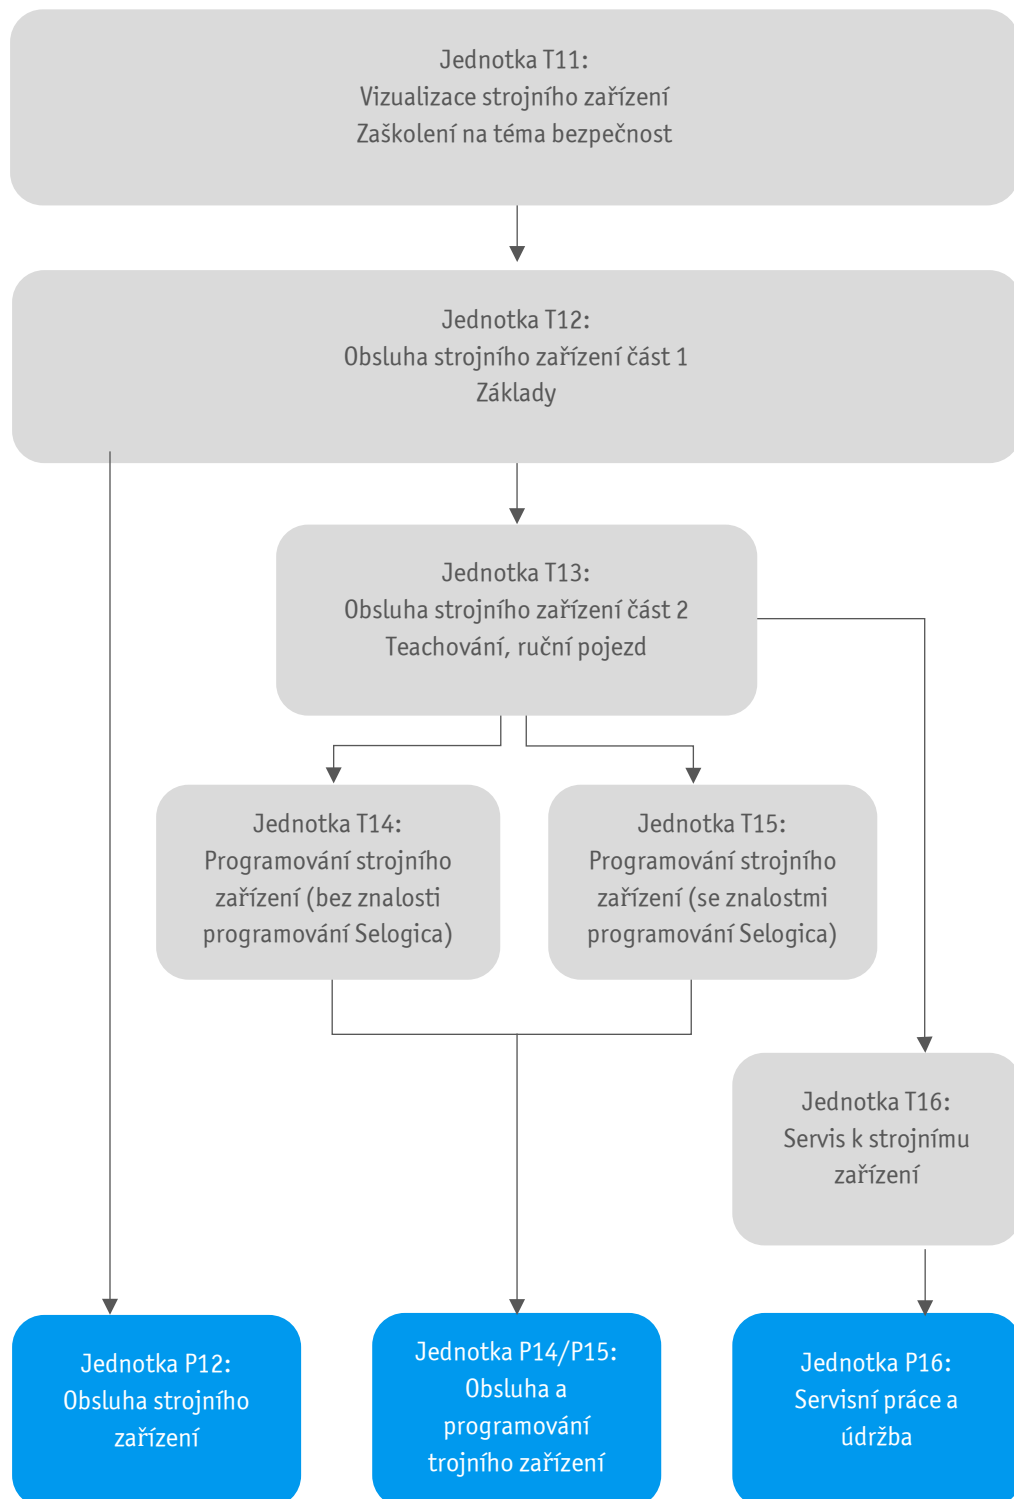 Jednotka T11:
Vizualizace strojního zařízení
Zaškolení na téma bezpečnost
Jednotka T12:
Obsluha strojního zařízení část 1
Základy
Jednotka T13:
Obsluha strojního zařízení část 2
Teachování, ruční pojezd
Jednotka T14:
Programování strojního
zařízení (bez znalosti
programování Selogica)
Jednotka T15:
Programování strojního
zařízení (se znalostmi
programování Selogica)
Jednotka T16:
Servis k strojnímu
zařízení
Jednotka P12:
Obsluha strojního
zařízení
Jednotka P14/P15:
Obsluha a
programování
trojního zařízení
Jednotka P16:
Servisní práce a
údržba